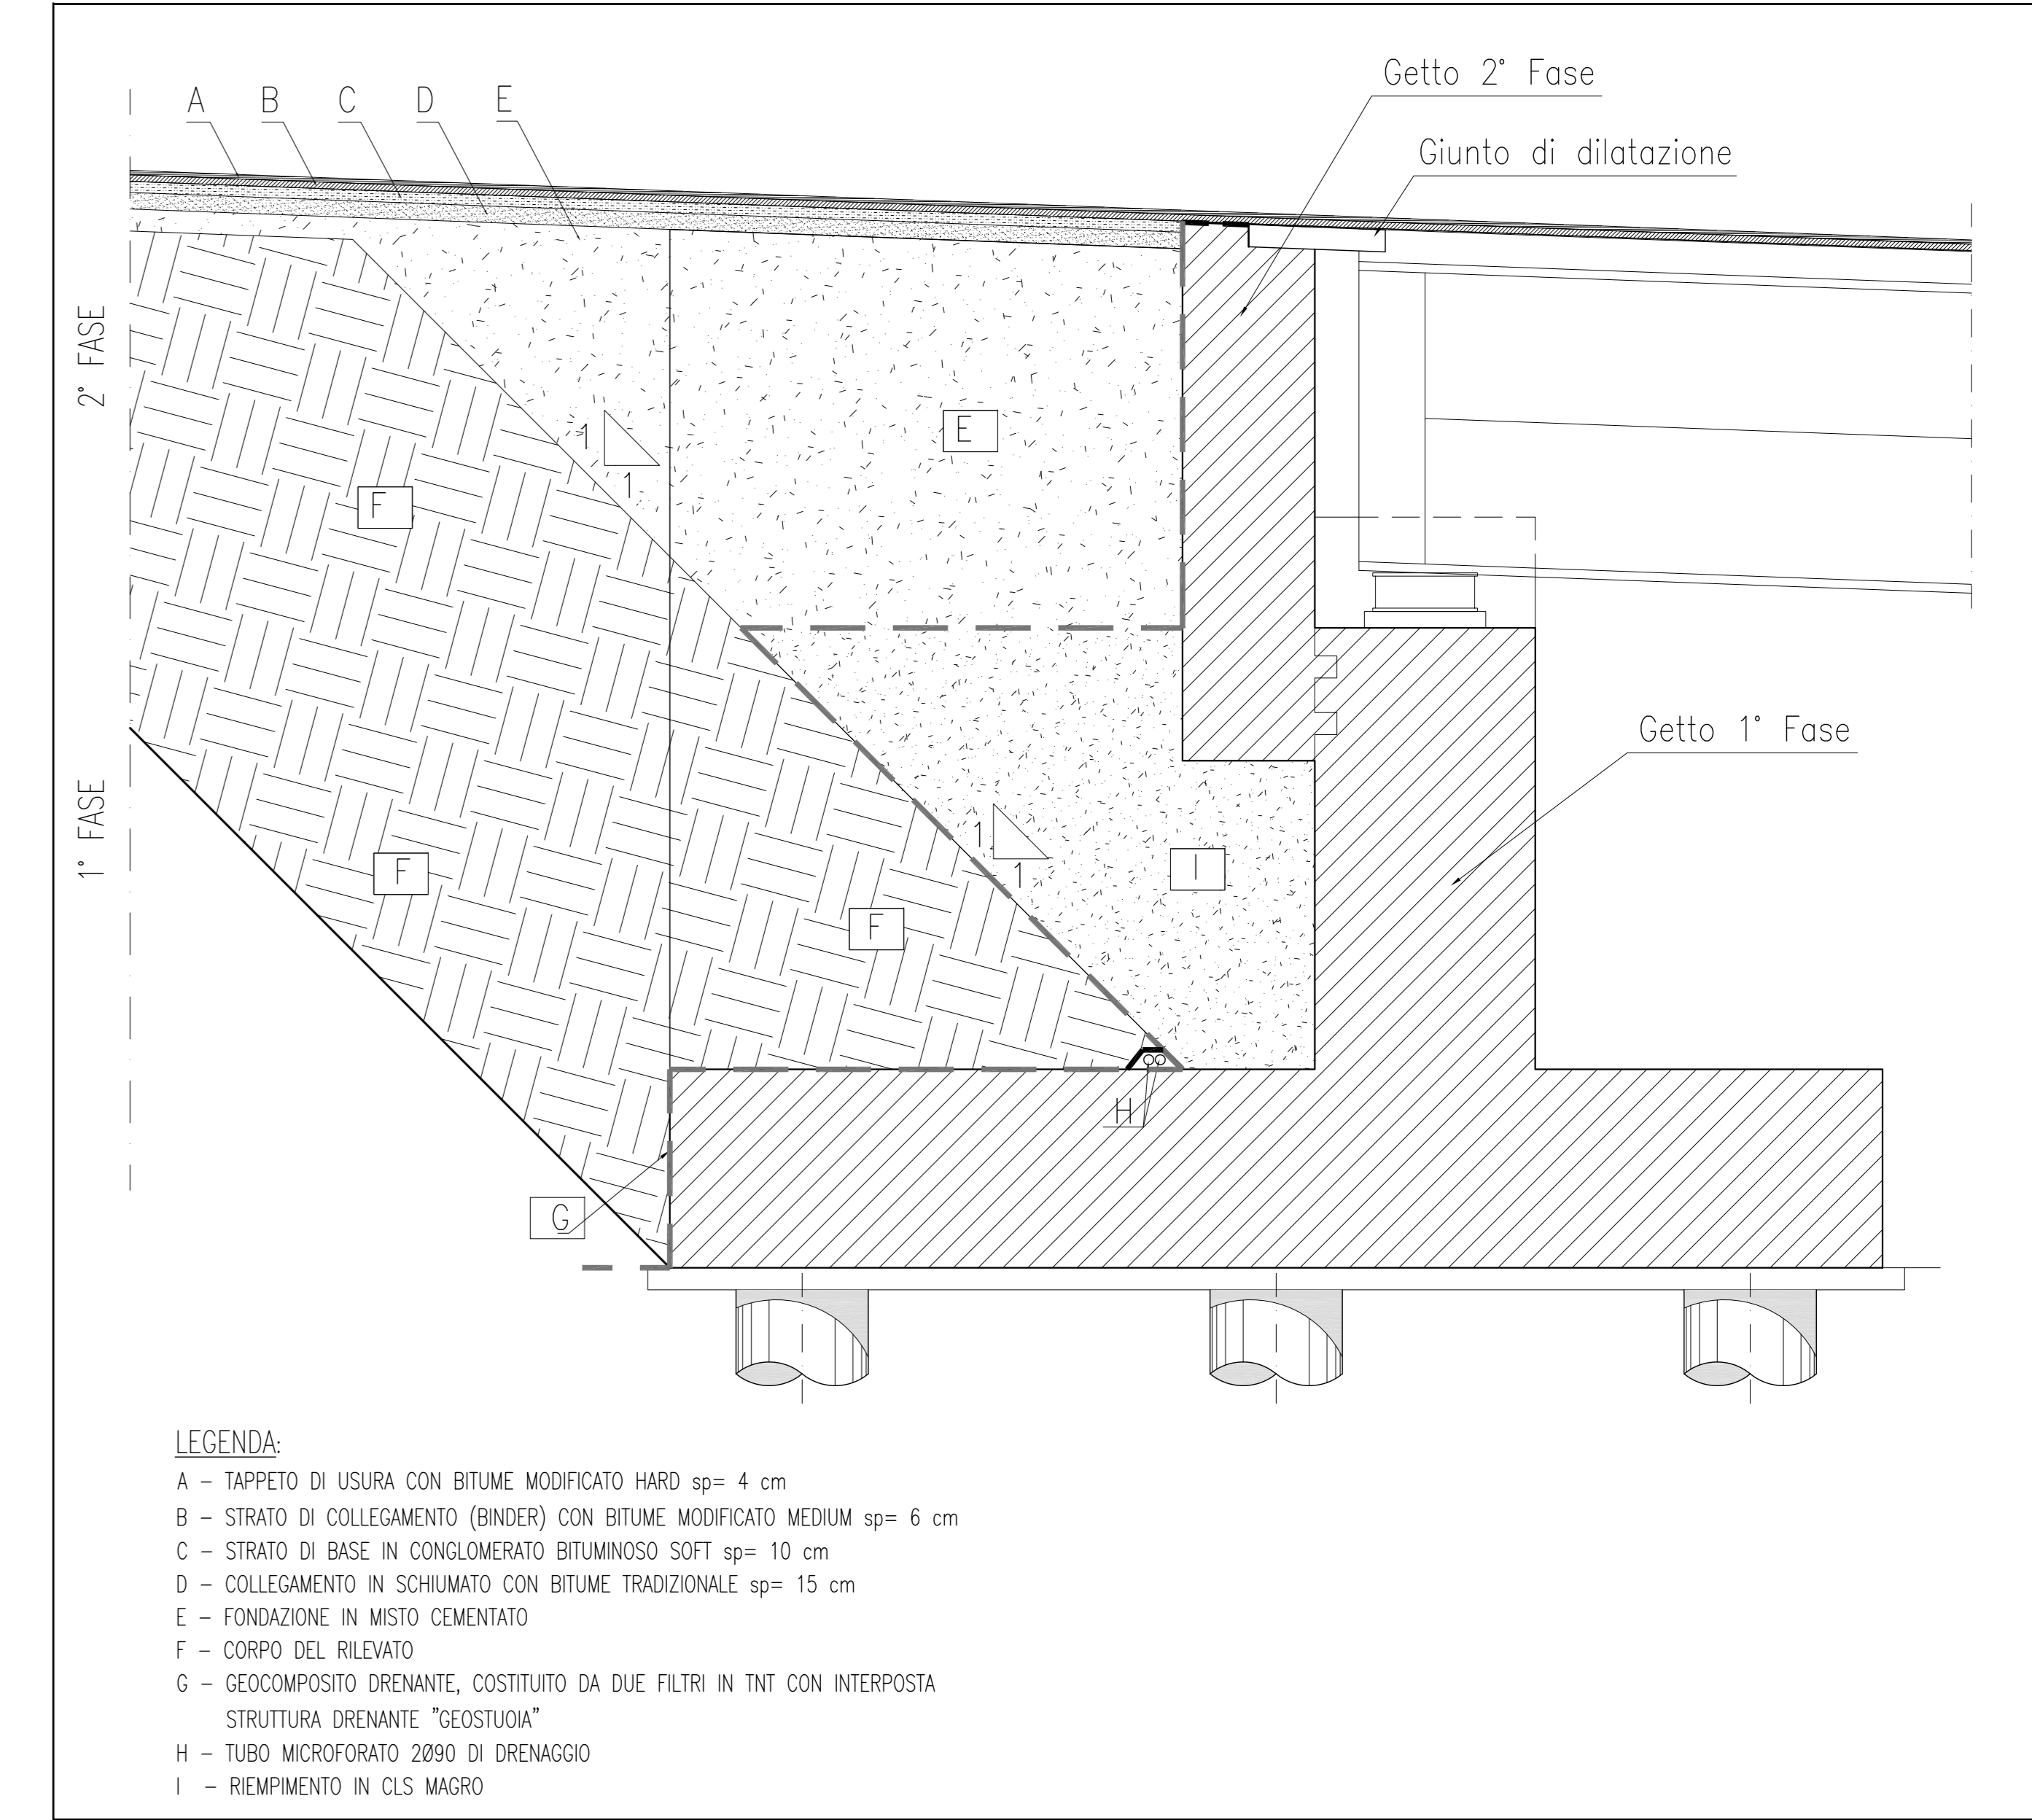 A B C D E
Getto 2° Fase
Giunto di dilatazione
2° FASE
1
1
E
F
Getto 1° Fase
1° FASE
1
1
I
F
F
H
G
LEGENDA:
A – TAPPETO DI USURA CON BITUME MODIFICATO HARD sp= 4 cm
B – STRATO DI COLLEGAMENTO (BINDER) CON BITUME MODIFICATO MEDIUM sp= 6 cm
C – STRATO DI BASE IN CONGLOMERATO BITUMINOSO SOFT sp= 10 cm
D – COLLEGAMENTO IN SCHIUMATO CON BITUME TRADIZIONALE sp= 15 cm
E – FONDAZIONE IN MISTO CEMENTATO
F – CORPO DEL RILEVATO
G – GEOCOMPOSITO DRENANTE, COSTITUITO DA DUE FILTRI IN TNT CON INTERPOSTA
STRUTTURA DRENANTE "GEOSTUOIA"
H – TUBO MICROFORATO 2Ø90 DI DRENAGGIO
I – RIEMPIMENTO IN CLS MAGRO